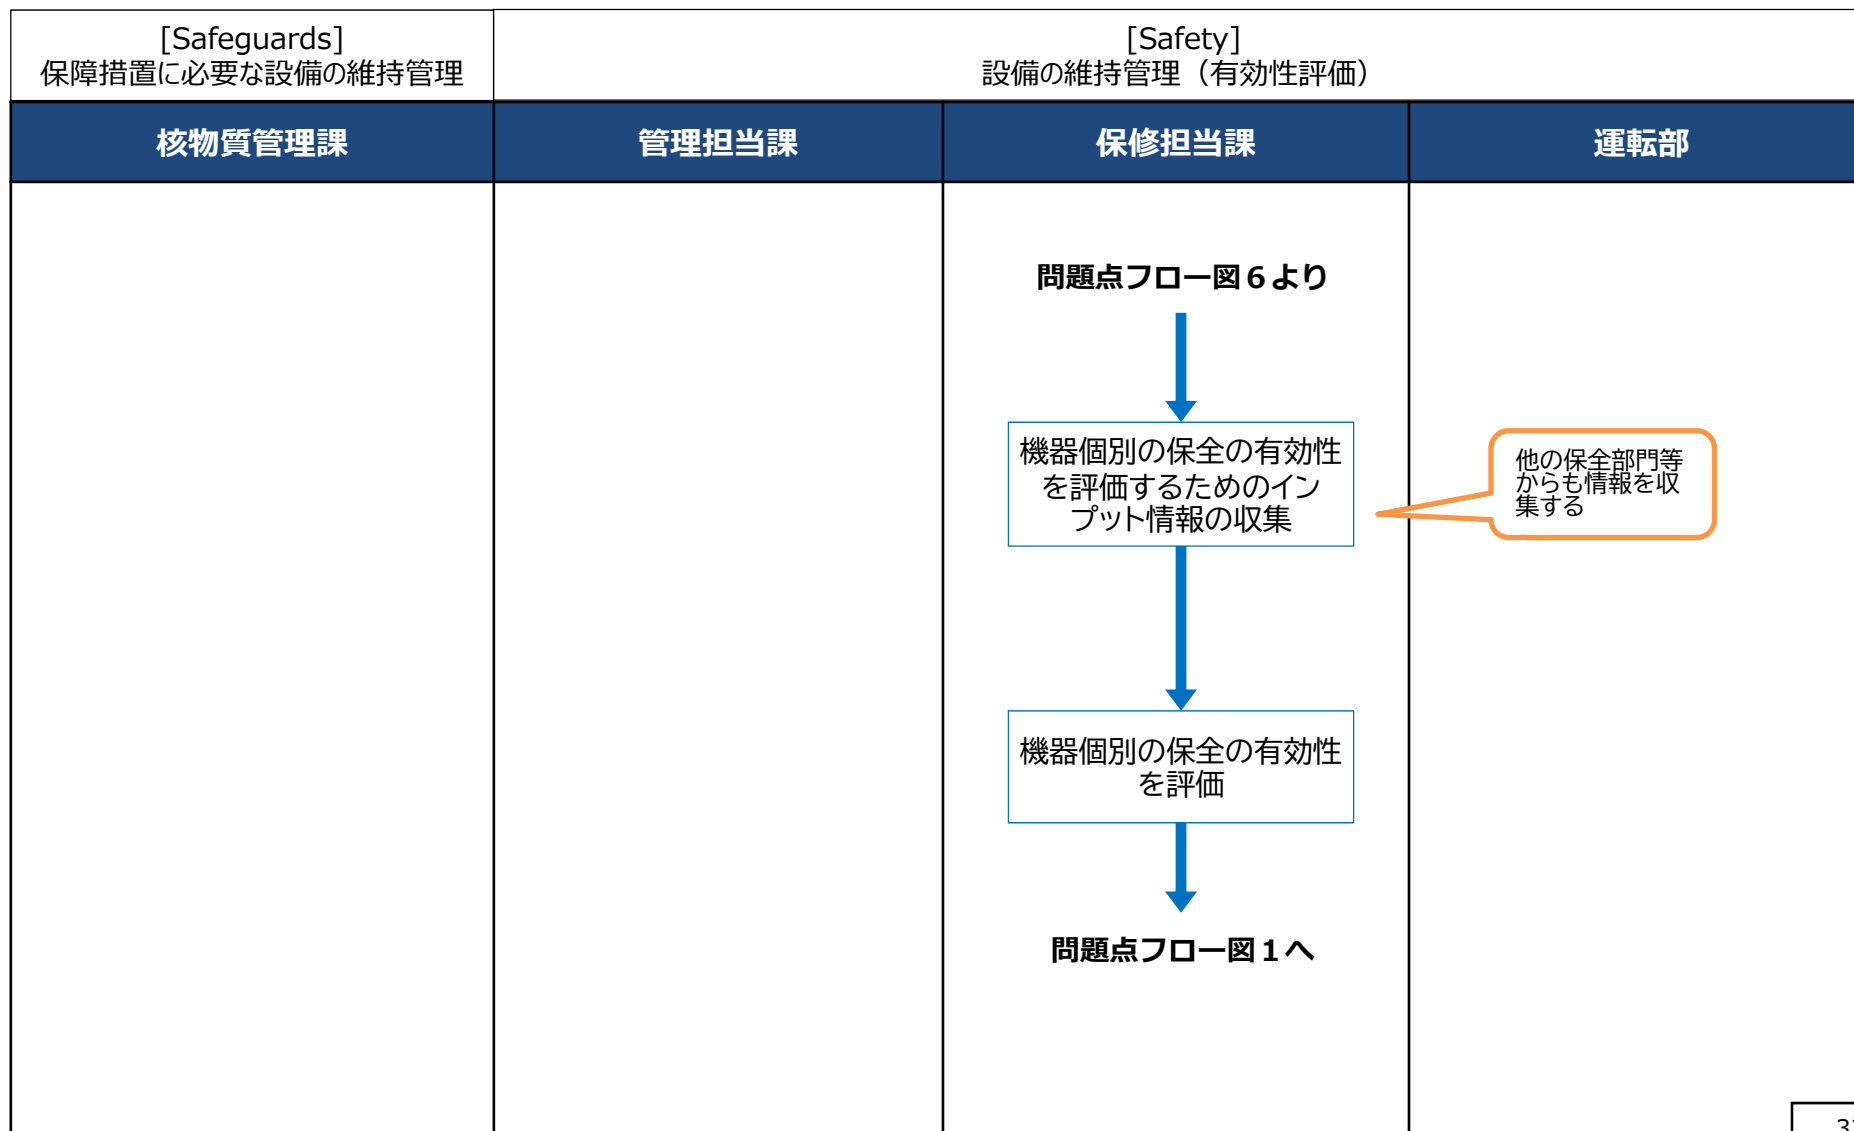 [Safeguards]
保障措置に必要な設備の維持管理
[Safety]
設備の維持管理（有効性評価）
核物質管理課
管理担当課
保修担当課
運転部
問題点フロー図６より
機器個別の保全の有効性
を評価するためのイン
プット情報の収集
他の保全部門等
からも情報を収
集する
機器個別の保全の有効性
を評価
問題点フロー図１へ